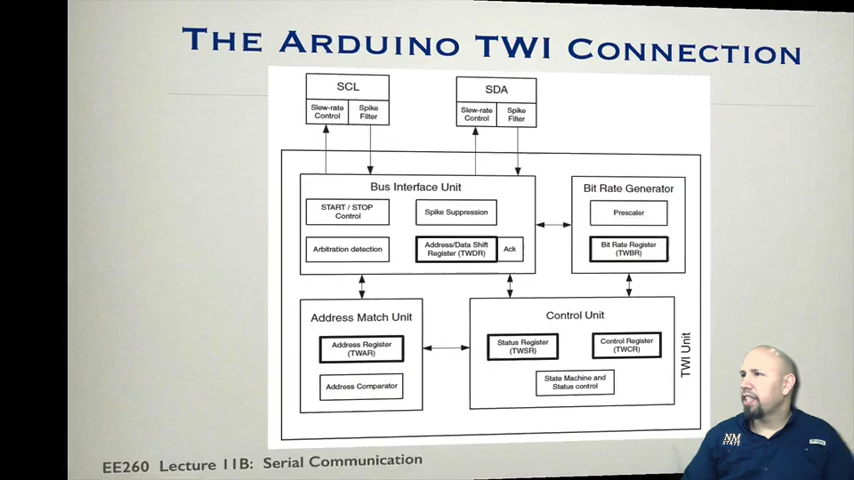 THE ARDUINO TWI CONNECTION
SCL
Slew-rate
Control
Spike
Filter
SDA
Slew-rate
Control
Spike
Filter
Bus Interface Unit
START / STOP
Control
Spike Suppression
Arbitration detection
Address/Data Shift
Register (TWDR)
Ack
Bit Rate Generator
Prescaler
Bit Rate Register
(TWBR)
Address Match Unit
Address Register
(TWAR)
Address Comparator
Control Unit
Status Register
(TWSR)
Control Register
(TWCR)
State Machine and
Status control
TWI Unit
EE260 Lecture 11B: Serial Communication
NM
STATE